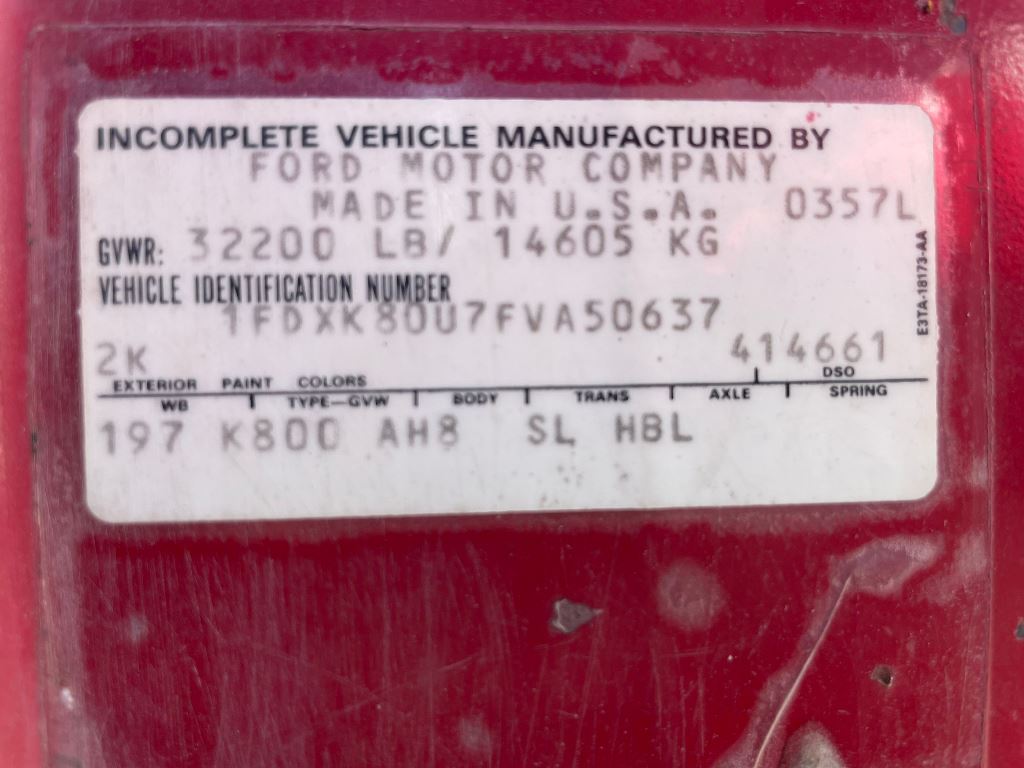 INCOMPLETE VEHICLE MANUFACTURED BY
FORD MOTOR COMPANY
MADE IN U.S.A. 0357L
GVWR: 32200 LB/ 14605 KG
VEHICLE IDENTIFICATION NUMBER
1FDXK80U7FVA50637
E3TA-18173-AA
2K 414661
EXTERIOR PAINT COLORS DSO
WB TYPE-GVW BODY TRANS AXLE SPRING
197 K800 AH8 SL HBL